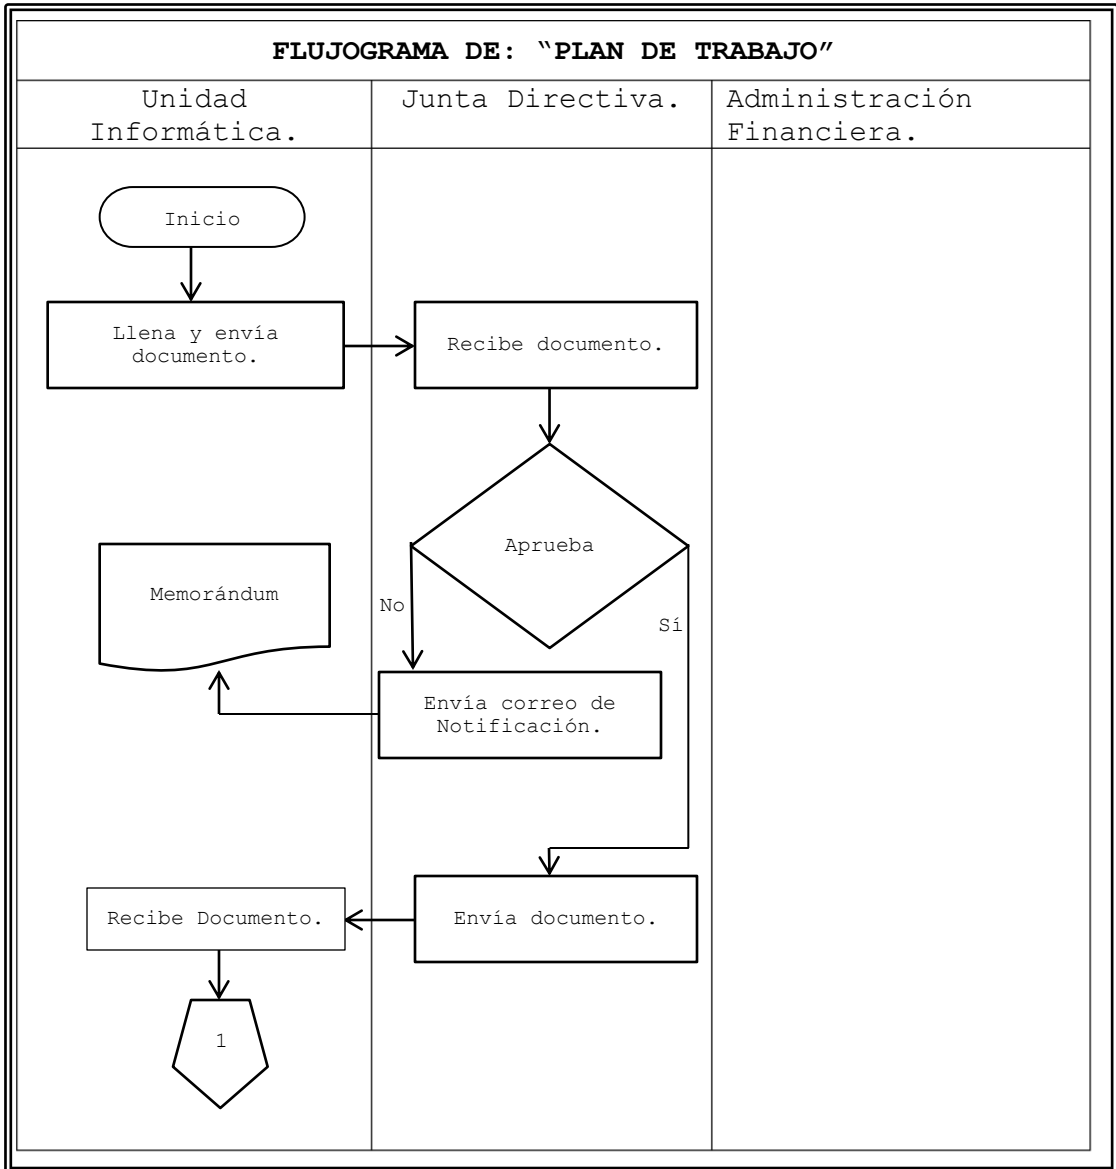 FLUJOGRAMA DE: “PLAN DE TRABAJO”
Unidad
Informática.
Junta Directiva.
Administración
Financiera.
Inicio
Llena y envía
documento.
Recibe documento.
Aprueba
Memorándum
No
Sí
Envía correo de
Notificación.
Recibe Documento.
Envía documento.
1